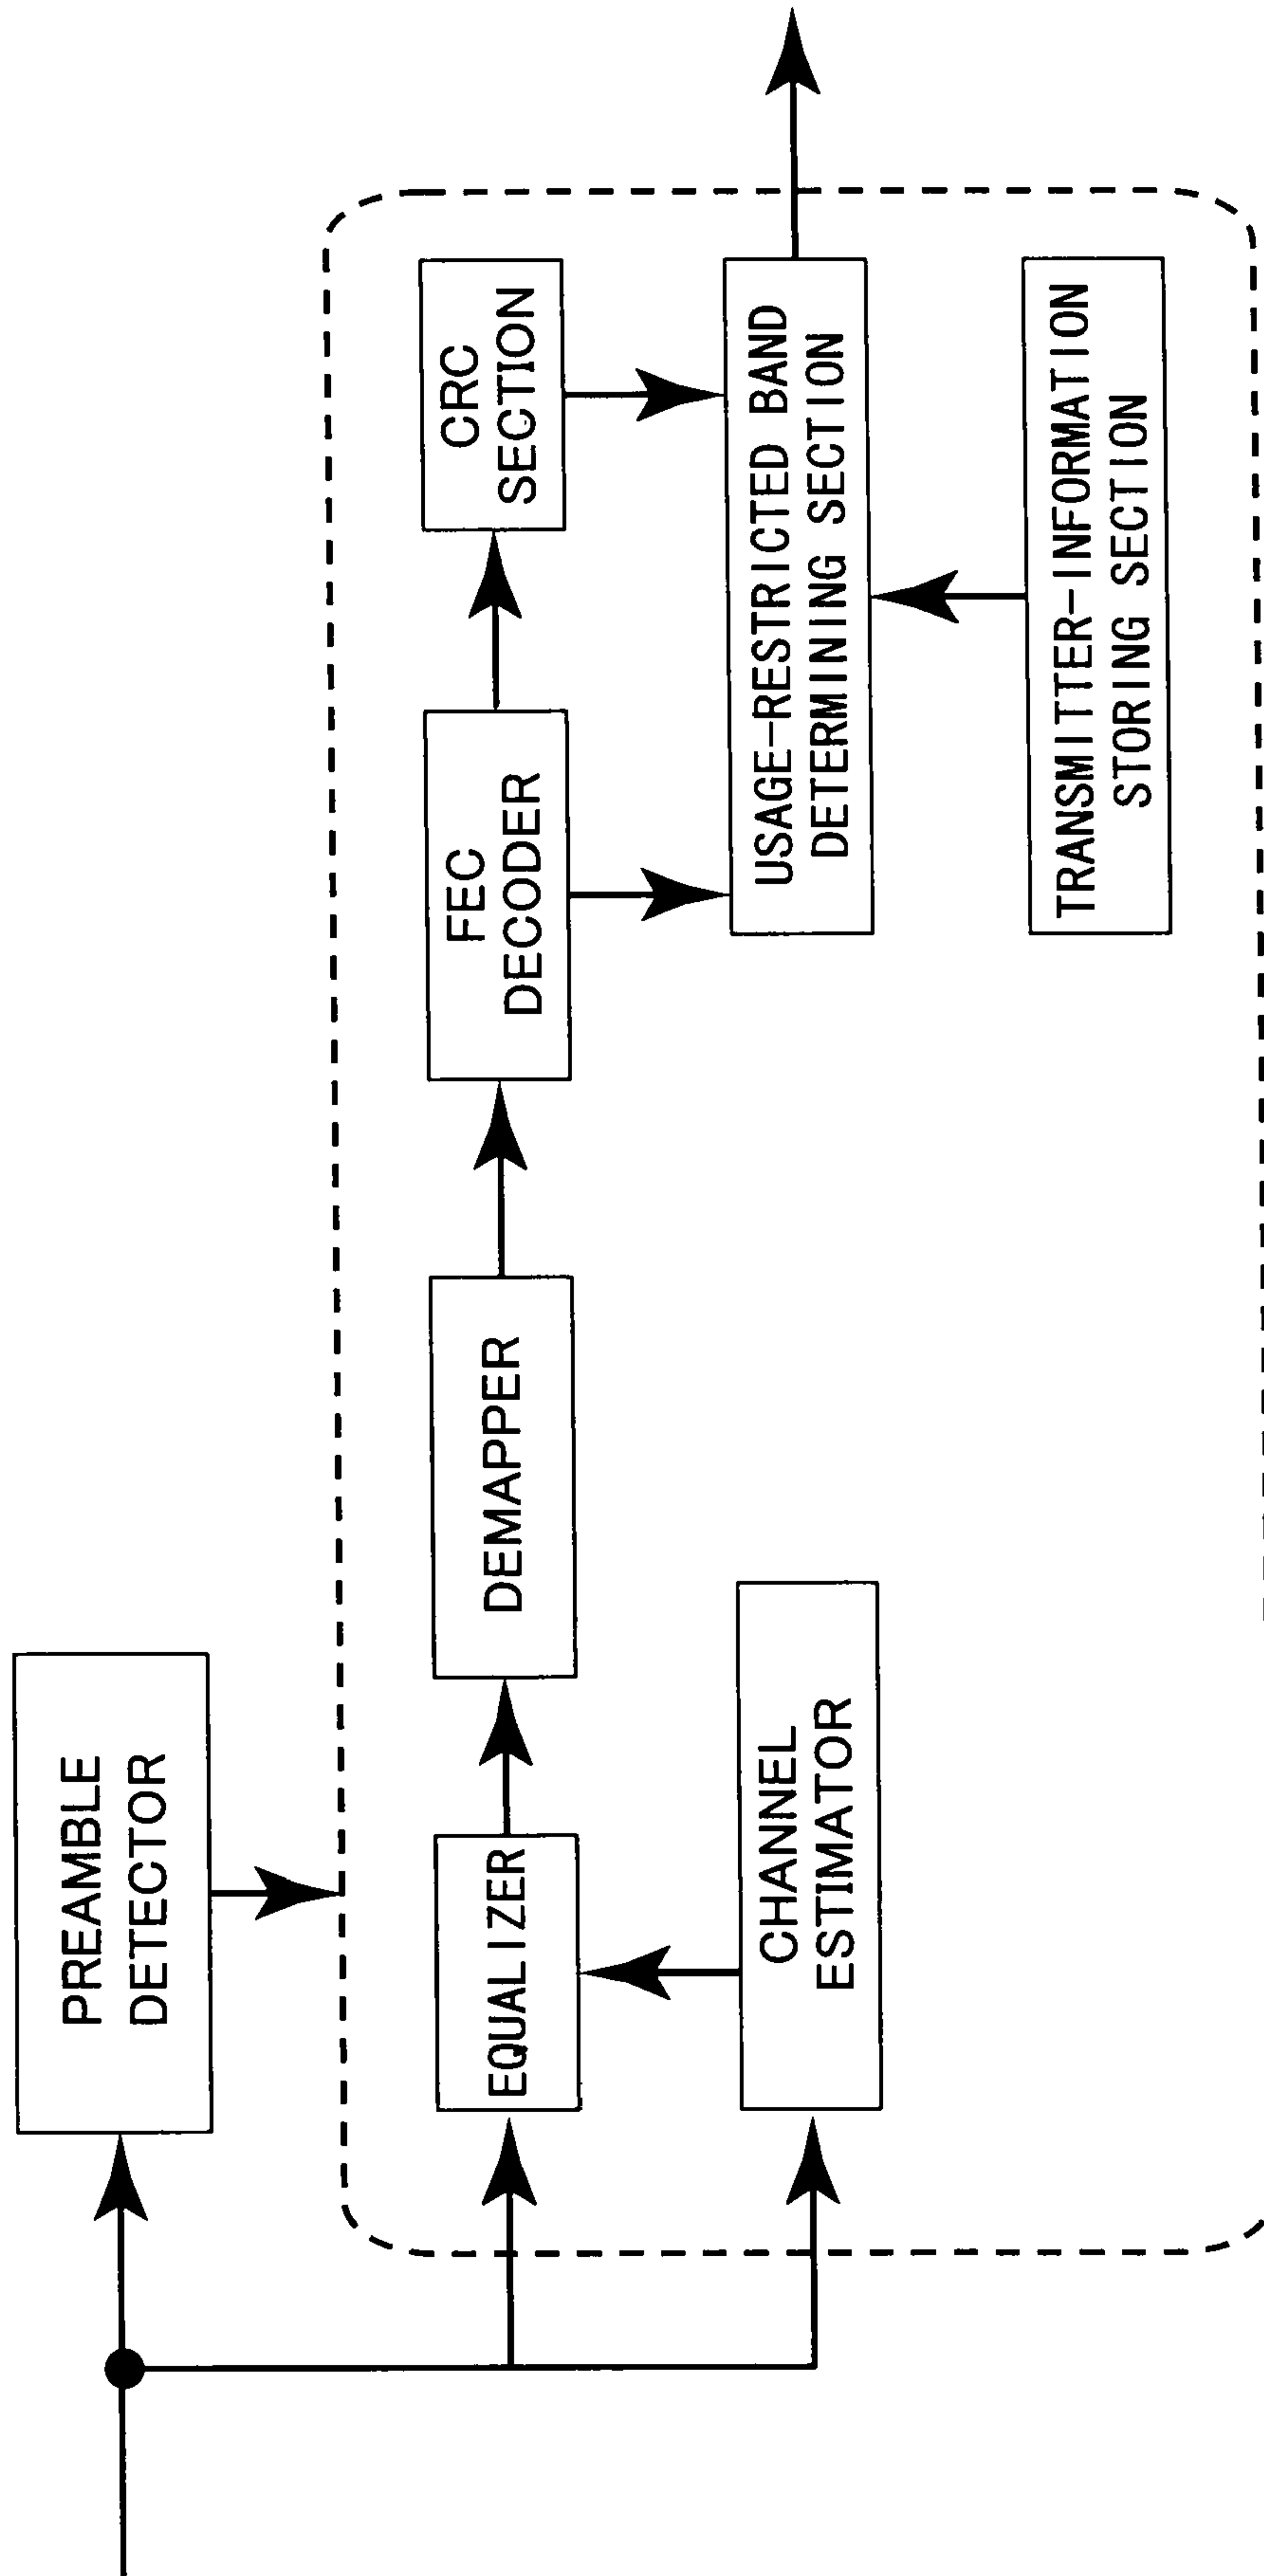 PREAMBLE
DETECTOR
EQUALIZER
CHANNEL
ESTIMATOR
DEMAPPER
FEC
DECODER
CRC
SECTION
USAGE-RESTRICTED BAND
DETERMINING SECTION
TRANSMITTER-INFORMATION
STORING SECTION